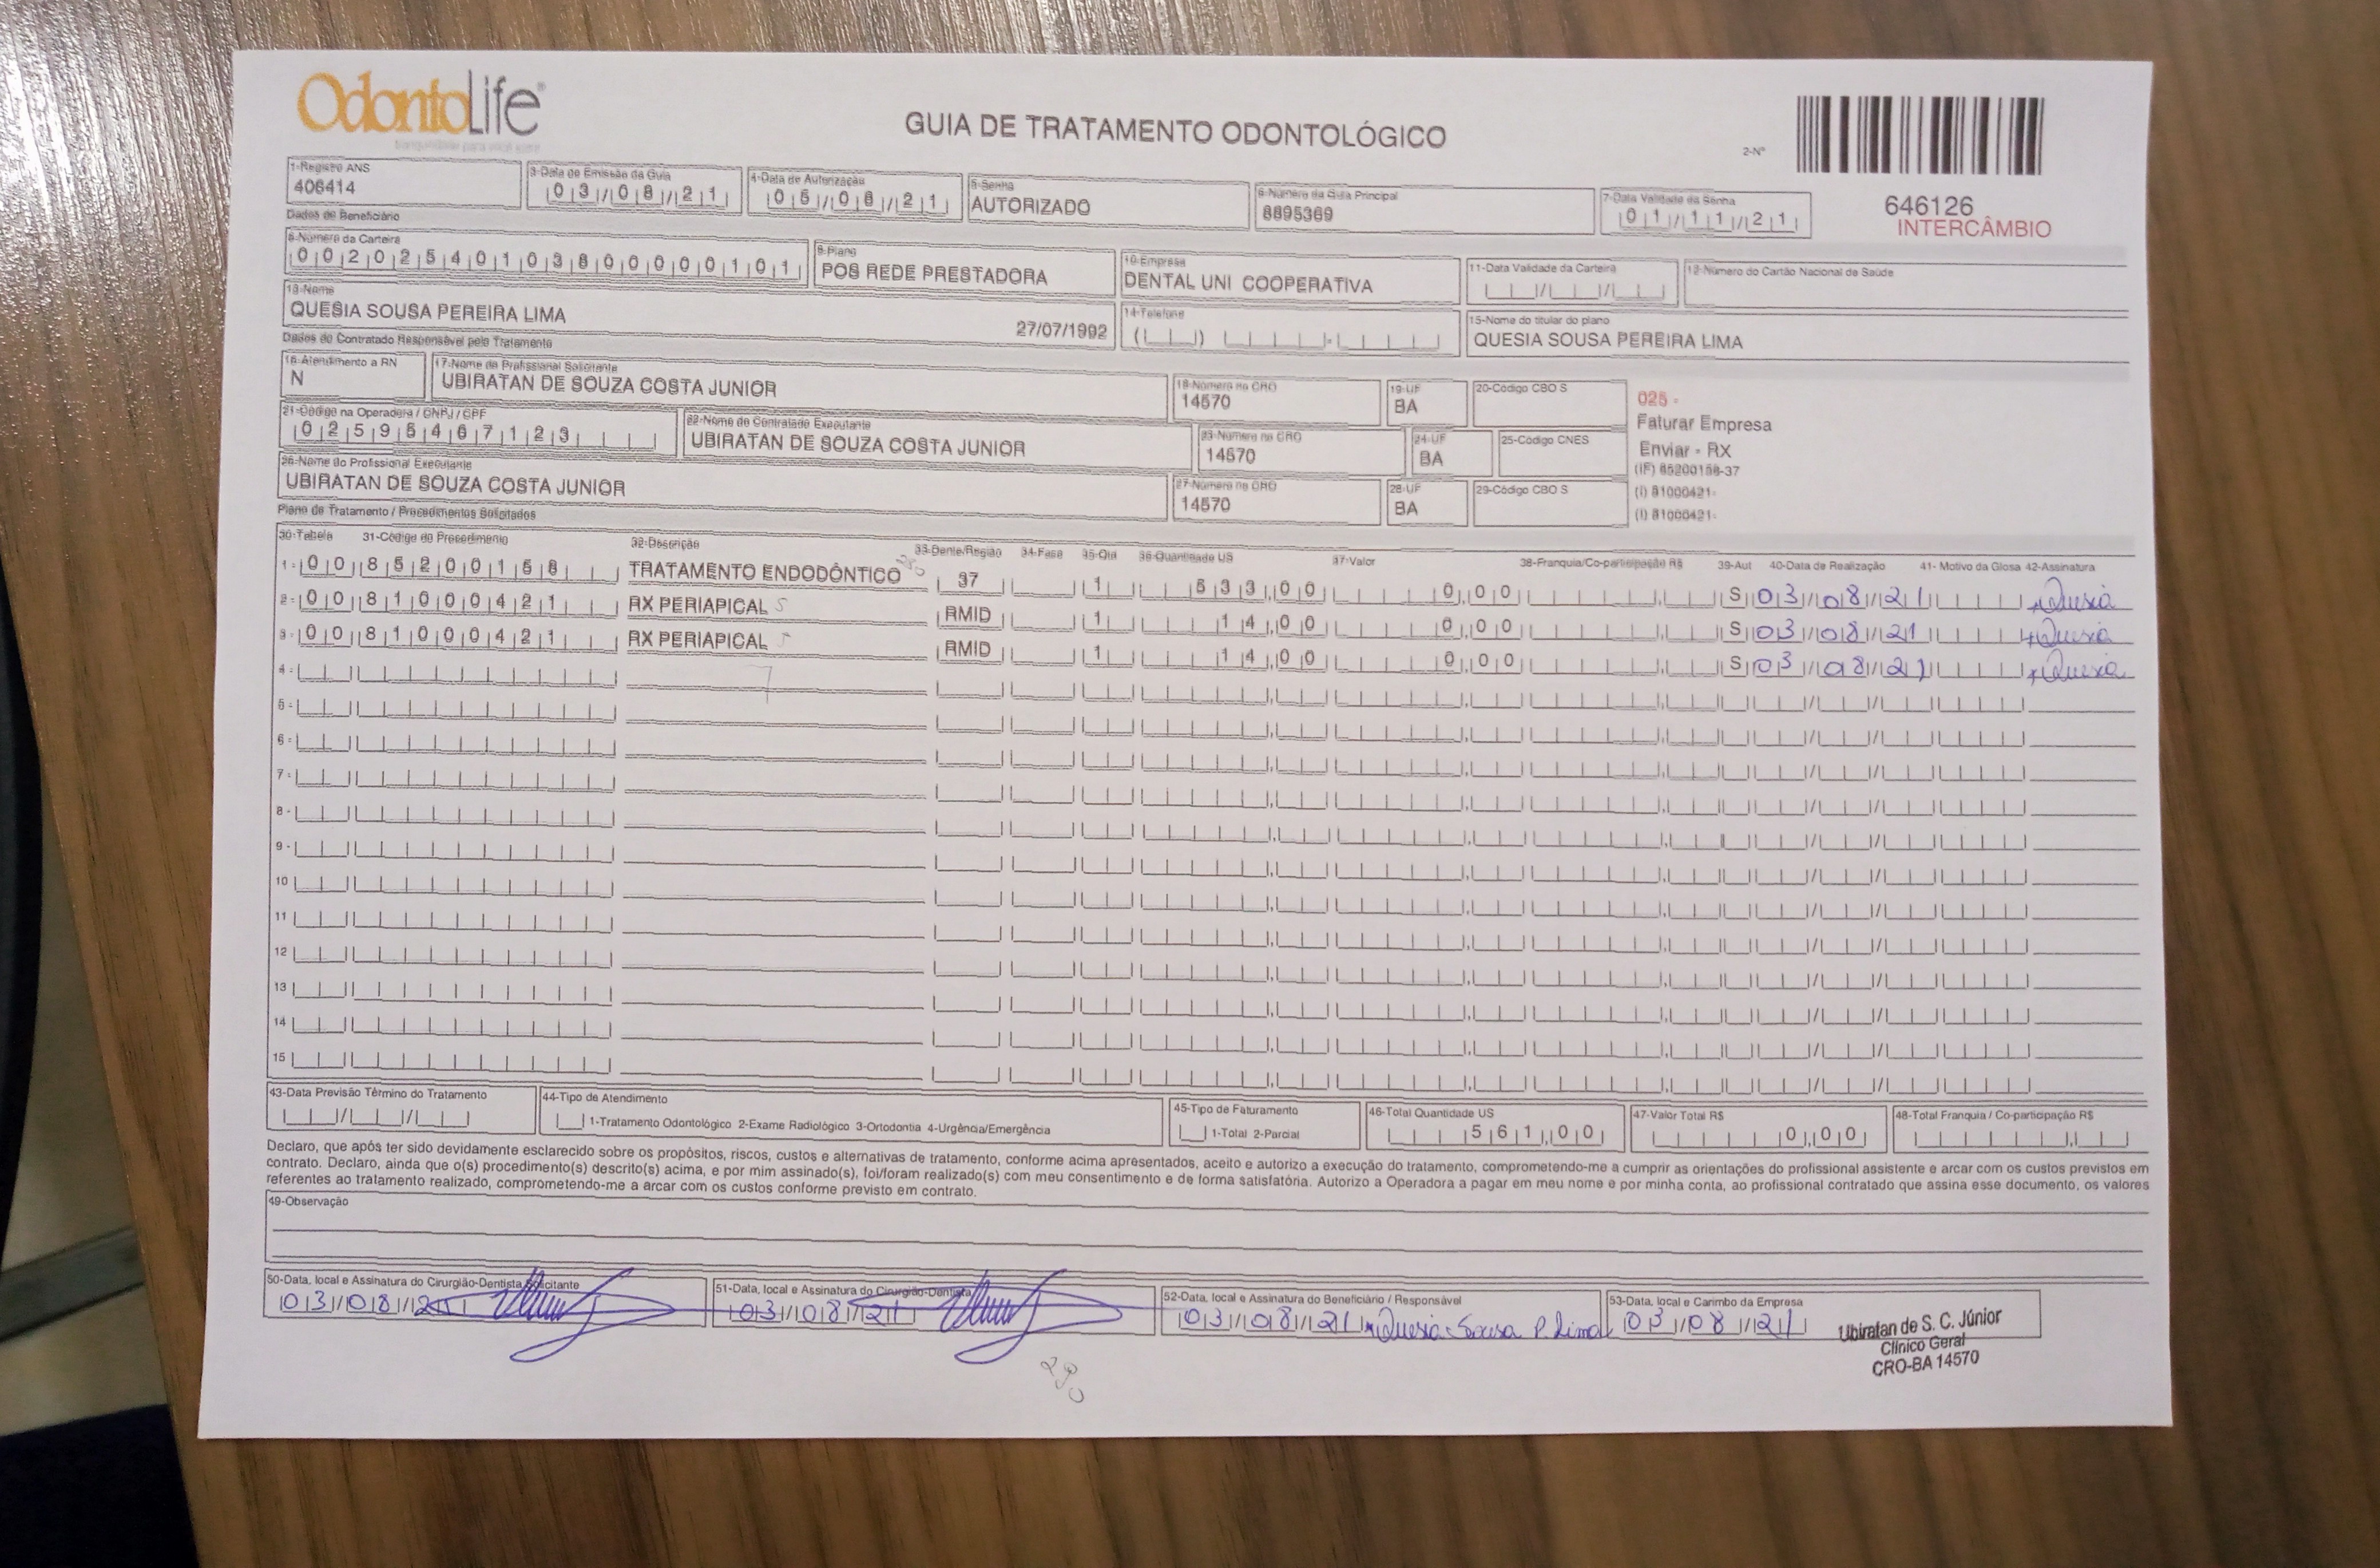 OdontoLife
GUIA DE TRATAMENTO ODONTOLÓGICO
2-Nº
646126
INTERCÂMBIO
1-Registro ANS
406414
3-Data de Emissão da Guia
03/08/21
4-Data de Autorização
05/08/21
5-Senha
AUTORIZADO
6-Número da Guia Principal
8895369
7-Data Validade da Senha
01/11/21
Dados do Beneficiário
8-Número da Carteira
00202540103800000101
9-Plano
POS REDE PRESTADORA
10-Empresa
DENTAL UNI COOPERATIVA
11-Data Validade da Carteira
12-Número do Cartão Nacional de Saúde
13-Nome
QUESIA SOUSA PEREIRA LIMA
27/07/1992
14-Telefone
15-Nome do titular do plano
QUESIA SOUSA PEREIRA LIMA
Dados do Contratado Responsável pelo Tratamento
16-Atendimento a RN
N
17-Nome do Profissional Solicitante
UBIRATAN DE SOUZA COSTA JUNIOR
18-Número no CRO
14570
19-UF
BA
20-Código CBO S
025 -
Faturar Empresa
Enviar - RX
(IF) 85200158-37
(I) 81000421-
(I) 81000421-
21-Código na Operadora / CNPJ / CPF
02595467123
22-Nome do Contratado Executante
UBIRATAN DE SOUZA COSTA JUNIOR
23-Número no CRO
14570
24-UF
BA
25-Código CNES
26-Nome do Profissional Executante
UBIRATAN DE SOUZA COSTA JUNIOR
27-Número no CRO
14570
28-UF
BA
29-Código CBO S
Plano de Tratamento / Procedimentos Solicitados
30-Tabela 31-Código do Procedimento 32-Descrição 33-Dente/Região 34-Face 35-Qtd 36-Quantidade US 37-Valor 38-Franquia/Co-participação R$ 39-Aut 40-Data de Realização 41- Motivo da Glosa 42-Assinatura
1- 00 85200158 TRATAMENTO ENDODÔNTICO 37 1 533,00 0,00 S 03/08/21 Quesia
2- 00 81000421 RX PERIAPICAL RMID 1 14,00 0,00 S 03/08/21 Quesia
3- 00 81000421 RX PERIAPICAL RMID 1 14,00 0,00 S 03/08/21 Quesia
4-
5-
6-
7-
8-
9-
10
11
12
13
14
15
43-Data Previsão Término do Tratamento
44-Tipo de Atendimento
1-Tratamento Odontológico 2-Exame Radiológico 3-Ortodontia 4-Urgência/Emergência
45-Tipo de Faturamento
1-Total 2-Parcial
46-Total Quantidade US
561,00
47-Valor Total R$
0,00
48-Total Franquia / Co-participação R$
Declaro, que após ter sido devidamente esclarecido sobre os propósitos, riscos, custos e alternativas de tratamento, conforme acima apresentados, aceito e autorizo a execução do tratamento, comprometendo-me a cumprir as orientações do profissional assistente e arcar com os custos previstos em
contrato. Declaro, ainda que o(s) procedimento(s) descrito(s) acima, e por mim assinado(s), foi/foram realizado(s) com meu consentimento e de forma satisfatória. Autorizo a Operadora a pagar em meu nome e por minha conta, ao profissional contratado que assina esse documento, os valores
referentes ao tratamento realizado, comprometendo-me a arcar com os custos conforme previsto em contrato.
49-Observação
50-Data, local e Assinatura do Cirurgião-Dentista Solicitante
03/08/21
51-Data, local e Assinatura do Cirurgião-Dentista
03/08/21
52-Data, local e Assinatura do Beneficiário / Responsável
03/08/21 Quesia Sousa P. Lima
53-Data, local e Carimbo da Empresa
03/08/21
Ubiratan de S. C. Júnior
Clínico Geral
CRO-BA 14570